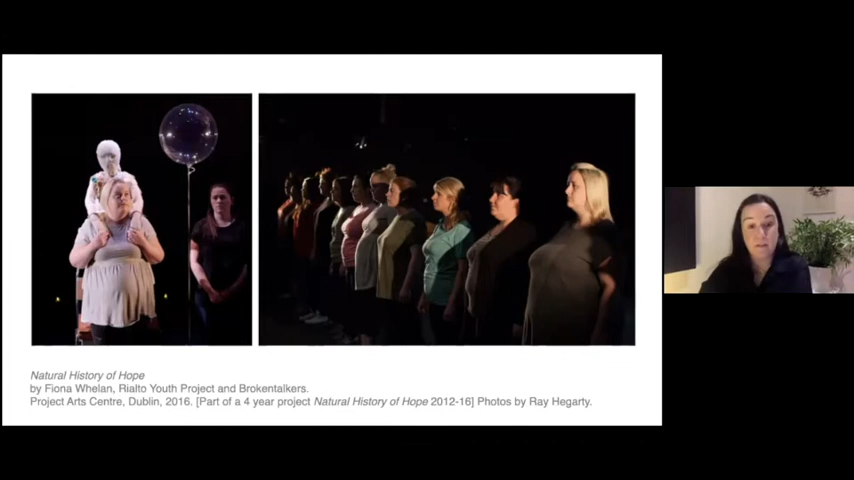 Natural History of Hope
by Fiona Whelan, Rialto Youth Project and Brokentalkers.
Project Arts Centre, Dublin, 2016. [Part of a 4 year project Natural History of Hope 2012-16] Photos by Ray Hegarty.